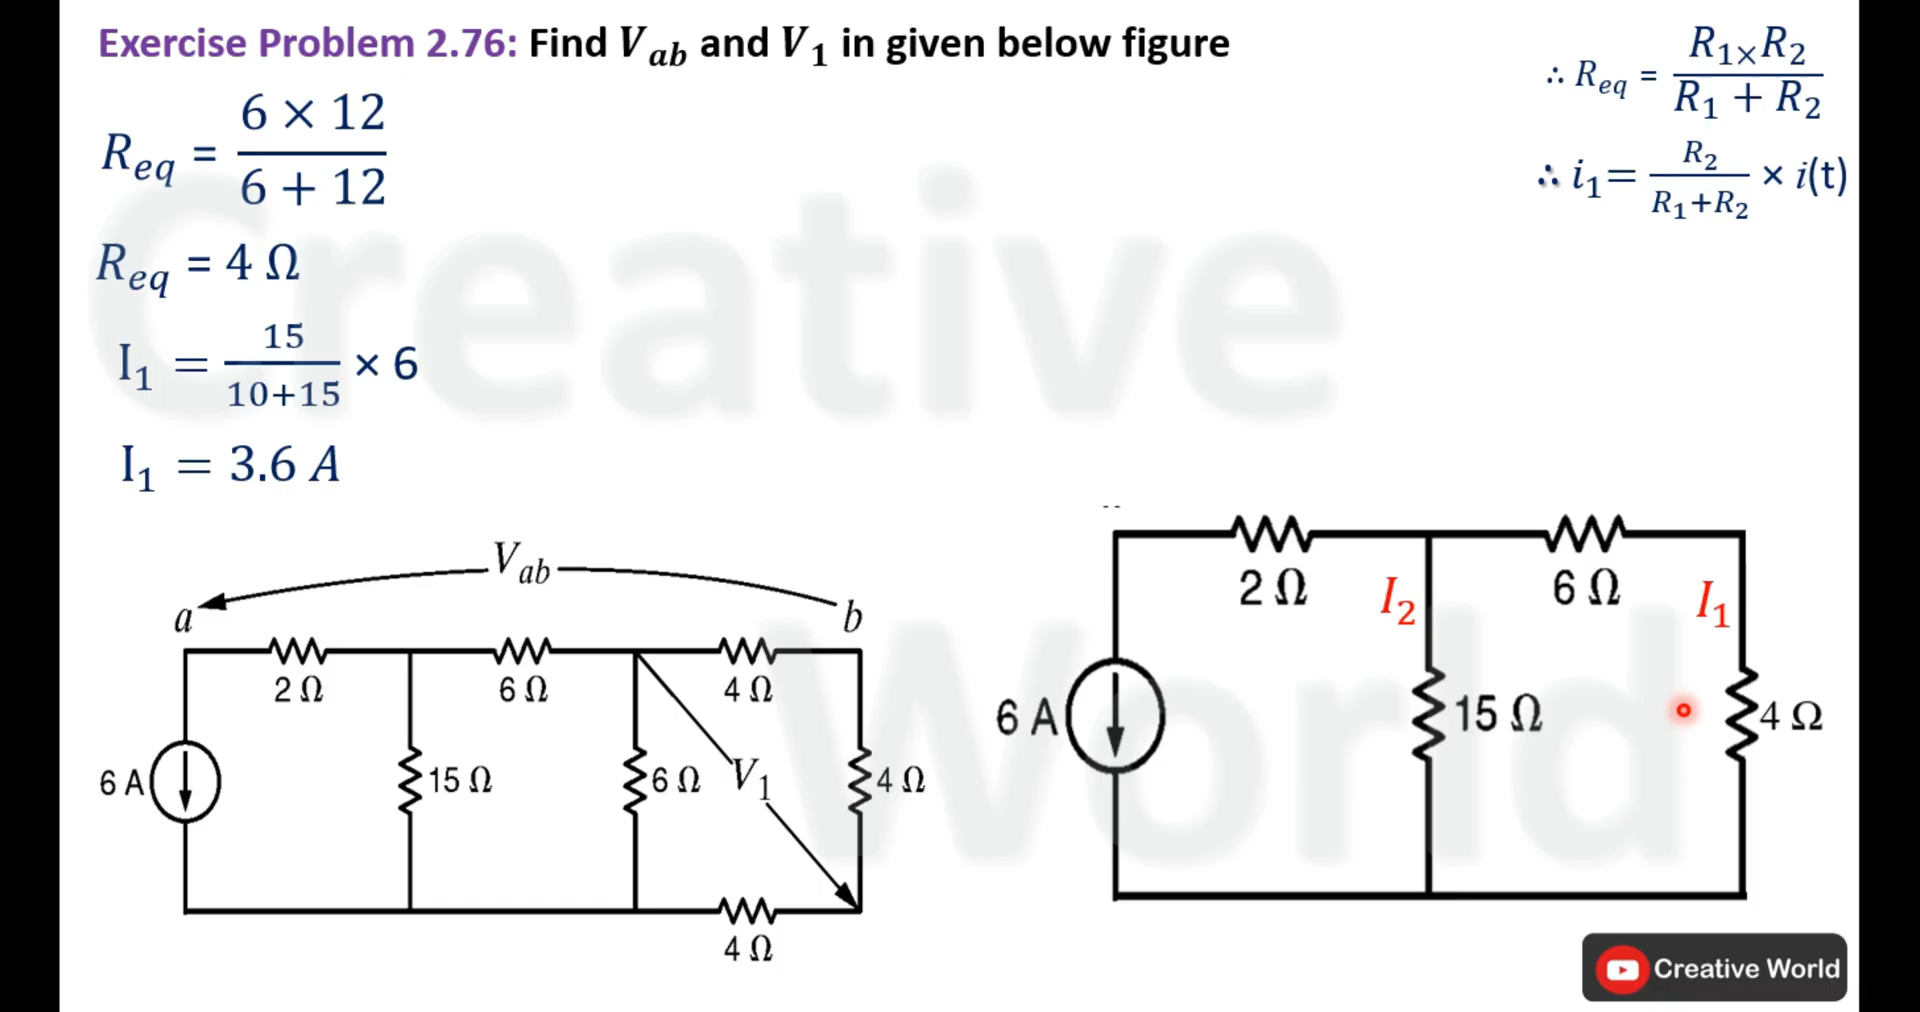 Exercise Problem 2.76: Find V_ab and V_1 in given below figure
R_eq = (6 × 12)/(6 + 12)
R_eq = 4 Ω
I_1 = 15/(10+15) × 6
I_1 = 3.6 A
∴ R_eq = (R_1×R_2)/(R_1 + R_2)
∴ i_1= R_2/(R_1+R_2) × i(t)
Creative
World
V_ab
a
b
2 Ω
6 Ω
4 Ω
6 A
15 Ω
6 Ω
V_1
4 Ω
4 Ω
2 Ω
I_2
6 Ω
I_1
6 A
15 Ω
4 Ω
Creative World